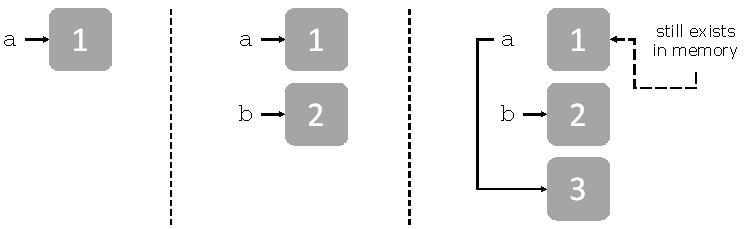 a 1
a 1
b 2
a 1
still exists
in memory
b 2
3